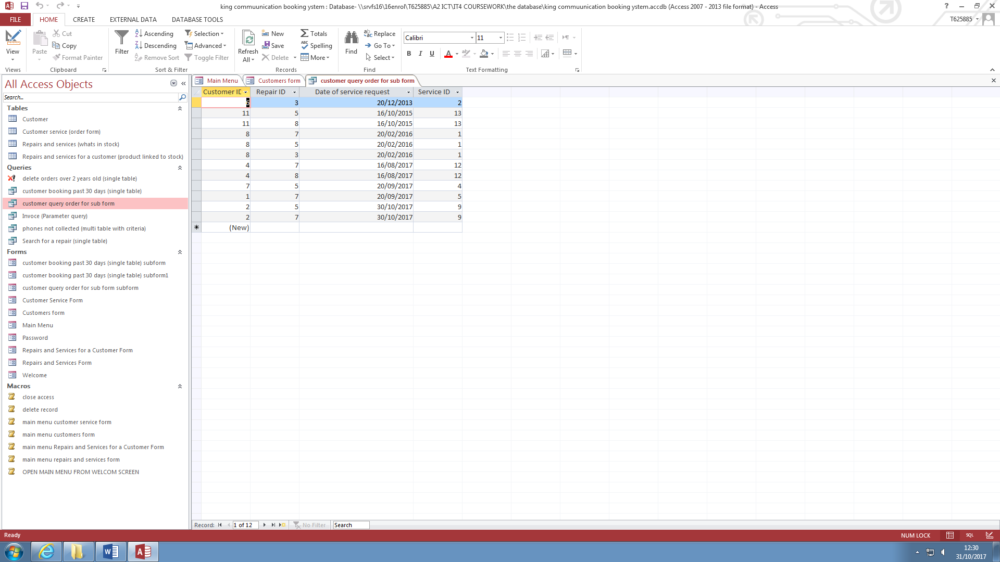 king commuunication booking ystem : Database- \\srvfs16\16enrol\T625885\A2 ICT\IT4 COURSEWORK\the database\king commuunication booking ystem.accdb (Access 2007 - 2013 file format) - Access
FILE HOME CREATE EXTERNAL DATA DATABASE TOOLS T625885
View
Views
Paste
Cut
Copy
Format Painter
Clipboard
Filter
Ascending
Descending
Remove Sort
Selection
Advanced
Toggle Filter
Sort & Filter
Refresh
All
New
Save
Delete
Totals
Spelling
More
Records
Find
Replace
Go To
Select
Find
Calibri 11
B I U A
Text Formatting
All Access Objects
Search...
Tables
Customer
Customer service (order form)
Repairs and services (whats in stock)
Repairs and services for a customer (product linked to stock)
Queries
delete orders over 2 years old (single table)
customer booking past 30 days (single table)
customer query order for sub form
Invoce (Parameter query)
phones not collected (multi table with criteria)
Search for a repair (single table)
Forms
customer booking past 30 days (single table) subform
customer booking past 30 days (single table) subform1
customer query order for sub form subform
Customer Service Form
Customers form
Main Menu
Password
Repairs and Services for a Customer Form
Repairs and Services Form
Welcome
Macros
close access
delete record
main menu customer service form
main menu customers form
main menu Repairs and Services for a Customer Form
main menu repairs and services form
OPEN MAIN MENU FROM WELCOM SCREEN
Main Menu Customers form customer query order for sub form
Customer ID Repair ID Date of service request Service ID
6 3 20/12/2013 2
11 5 16/10/2015 13
11 8 16/10/2015 13
8 7 20/02/2016 1
8 5 20/02/2016 1
8 3 20/02/2016 1
4 7 16/08/2017 12
4 8 16/08/2017 12
7 5 20/09/2017 4
1 7 20/09/2017 5
2 5 30/10/2017 9
2 7 30/10/2017 9
(New)
Record: 1 of 12 No Filter Search
Ready NUM LOCK SQL
12:30
31/10/2017